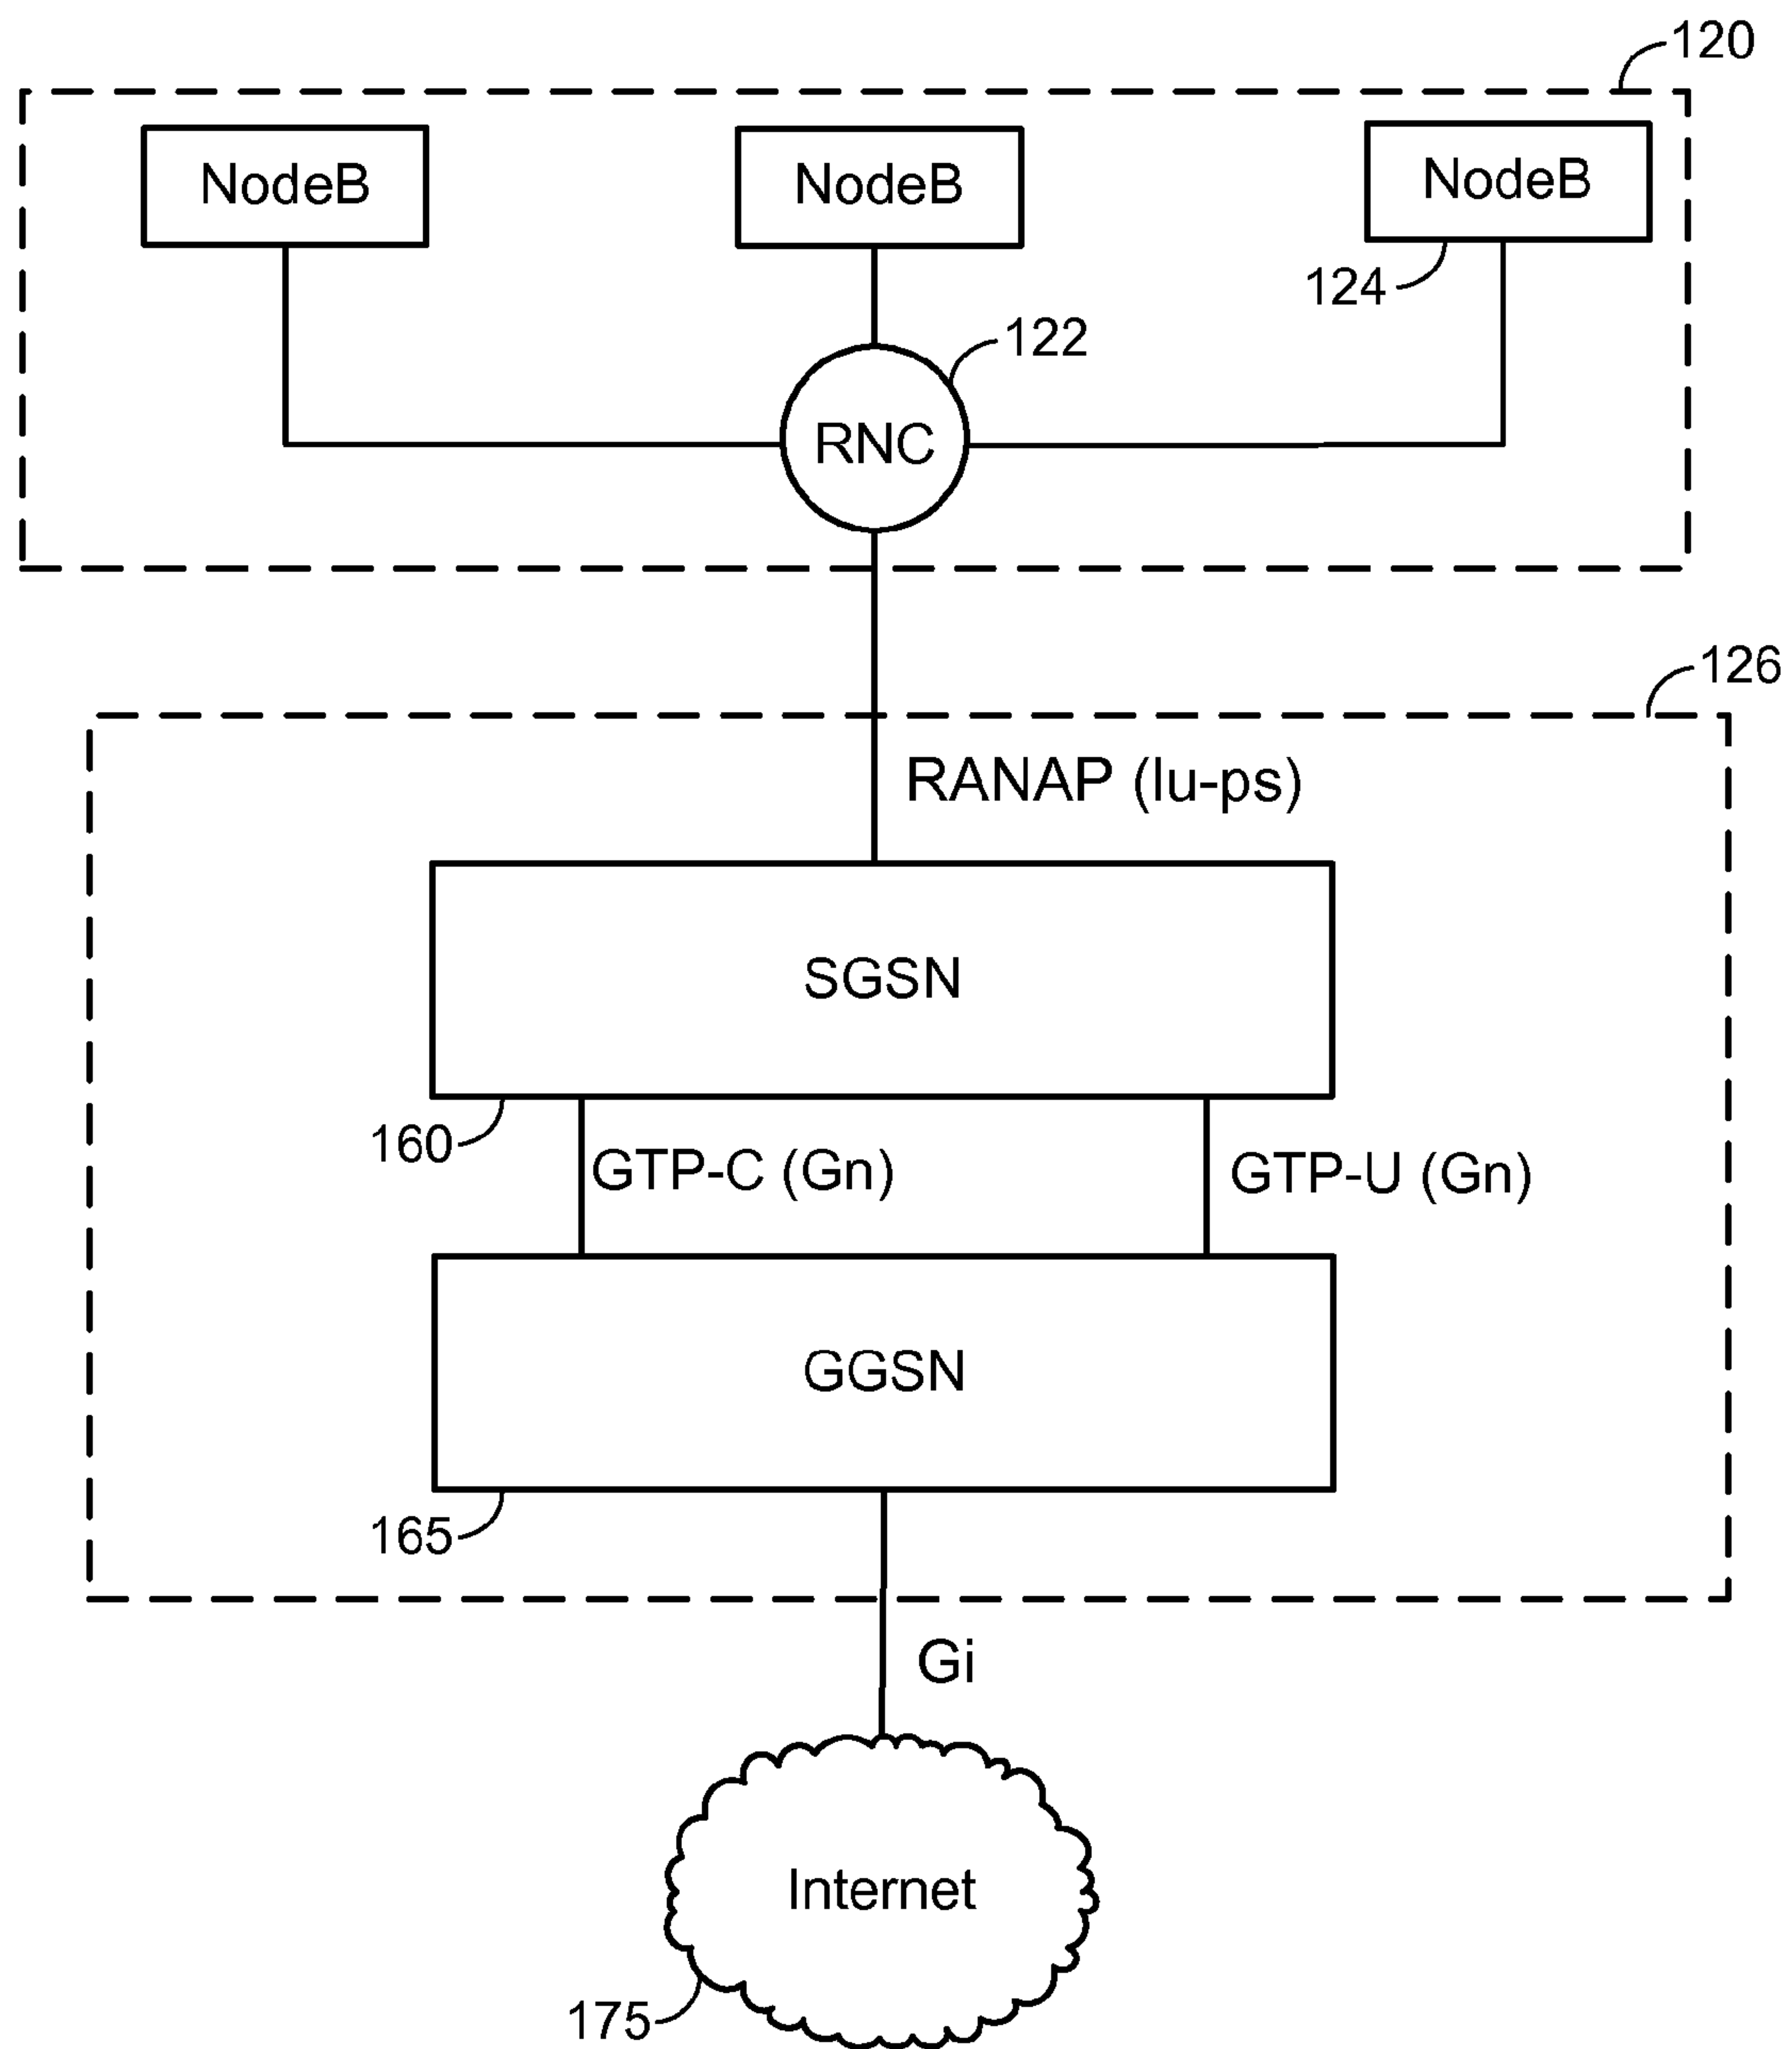 120
NodeB
NodeB
NodeB
124
122
RNC
126
RANAP (lu-ps)
SGSN
160
GTP-C (Gn)
GTP-U (Gn)
GGSN
165
Gi
Internet
175